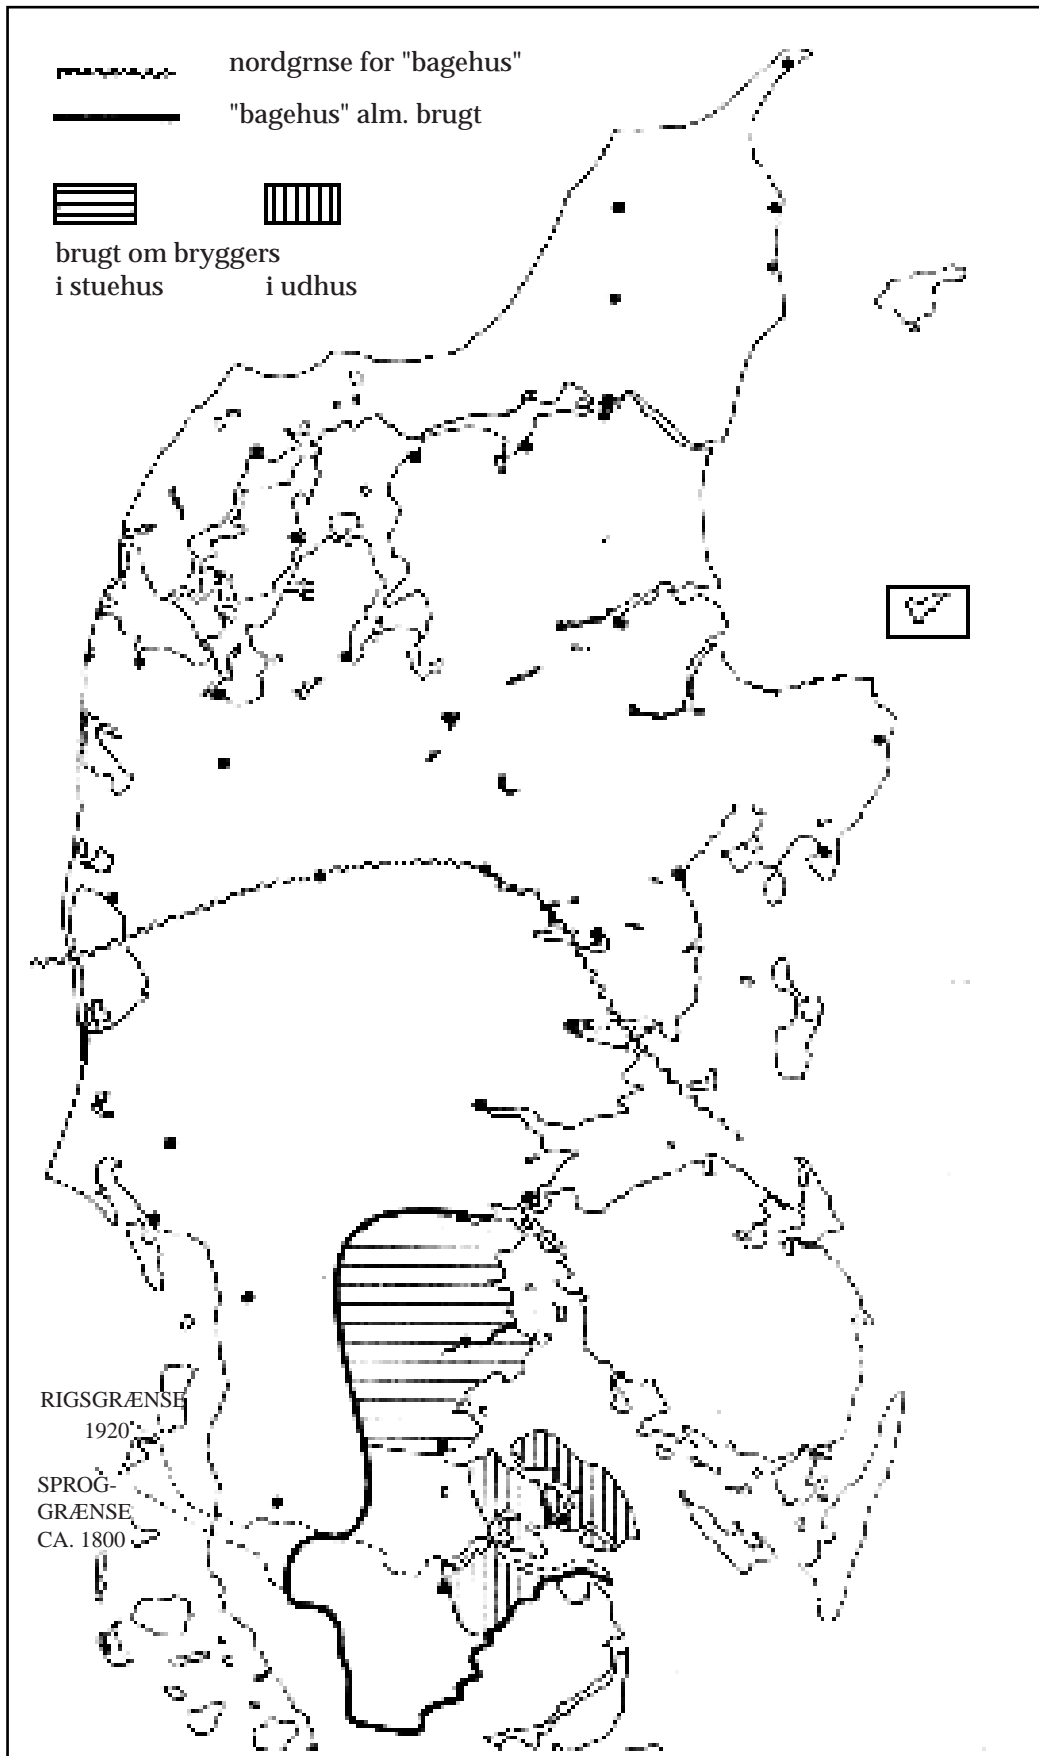 nordgrnse for "bagehus"
"bagehus" alm. brugt
brugt om bryggers
i stuehus i udhus
RIGSGRÆNSE
1920
SPROG-
GRÆNSE
CA. 1800